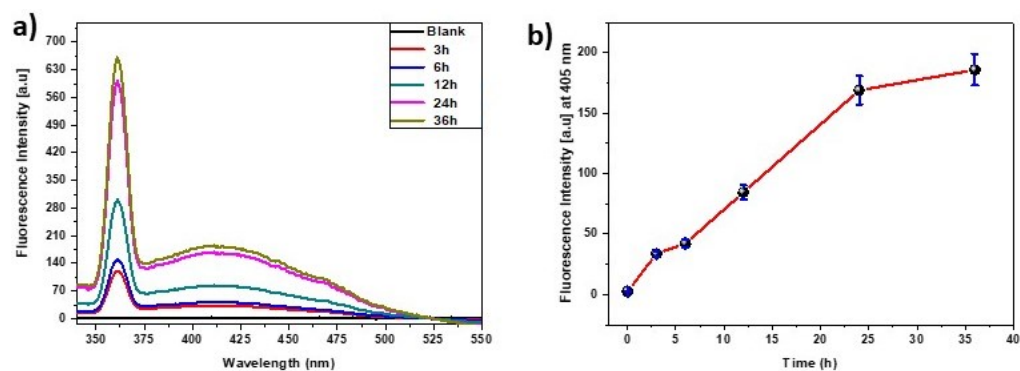 a)
Fluorescence Intensity [a.u]
700
630
560
490
420
350
280
210
140
70
0
350 375 400 425 450 475 500 525 550
Wavelength (nm)
Blank
3h
6h
12h
24h
36h
b)
Fluorescence Intensity [a.u] at 405 nm
200
150
100
50
0
0 5 10 15 20 25 30 35 40
Time (h)